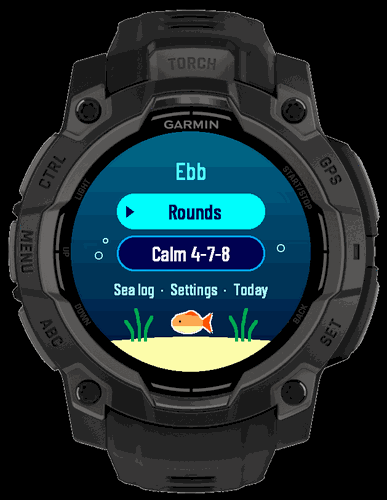 TORCH
GARMIN
CTRL
GPS
LIGHT
START/STOP
Ebb
Rounds
MENU
UP
Calm 4-7-8
Sea log · Settings · Today
ABC
DOWN
BACK
SET